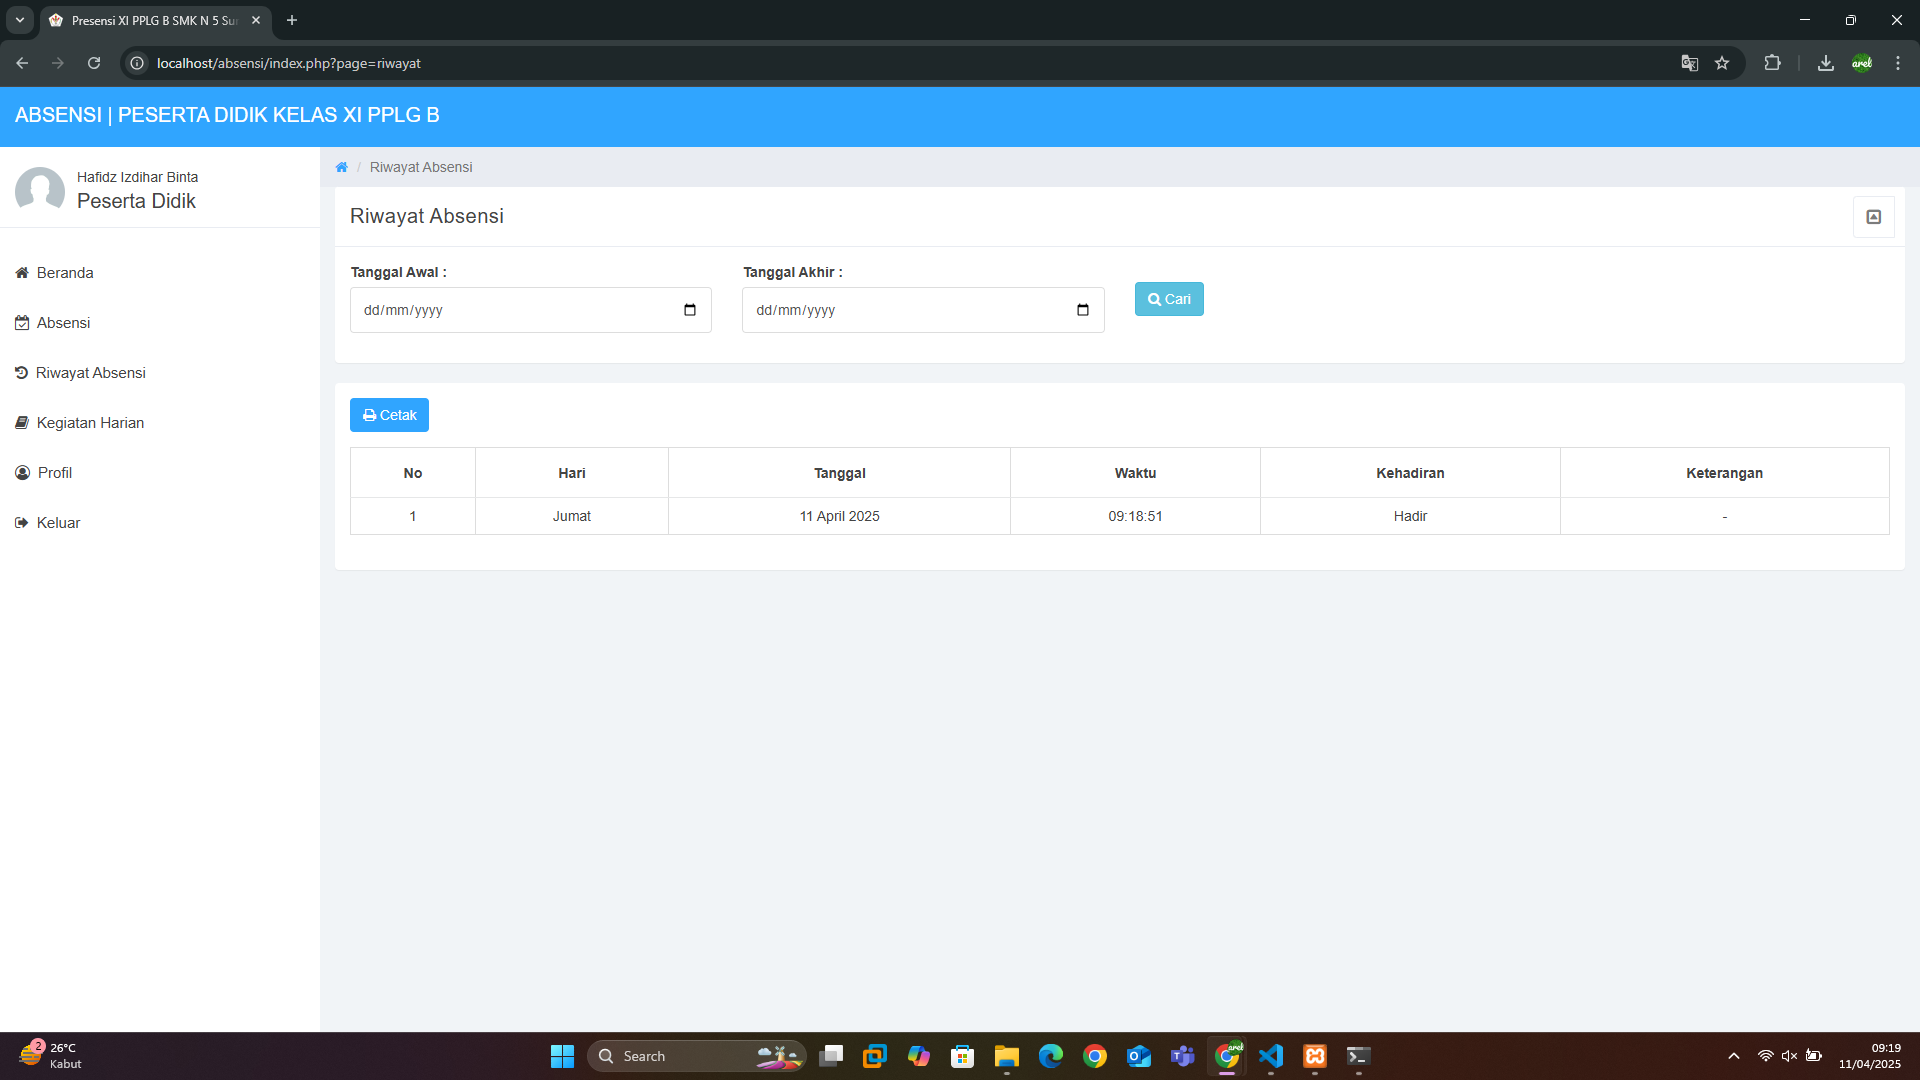 Presensi XI PPLG B SMK N 5 Su
localhost/absensi/index.php?page=riwayat
arel
ABSENSI | PESERTA DIDIK KELAS XI PPLG B
Hafidz Izdihar Binta
Peserta Didik
Beranda
Absensi
Riwayat Absensi
Kegiatan Harian
Profil
Keluar
/ Riwayat Absensi
Riwayat Absensi
Tanggal Awal : Tanggal Akhir :
dd/mm/yyyy dd/mm/yyyy Cari
Cetak
No Hari Tanggal Waktu Kehadiran Keterangan
1 Jumat 11 April 2025 09:18:51 Hadir -
2
26°C
Kabut
Search
arel
09:19
11/04/2025